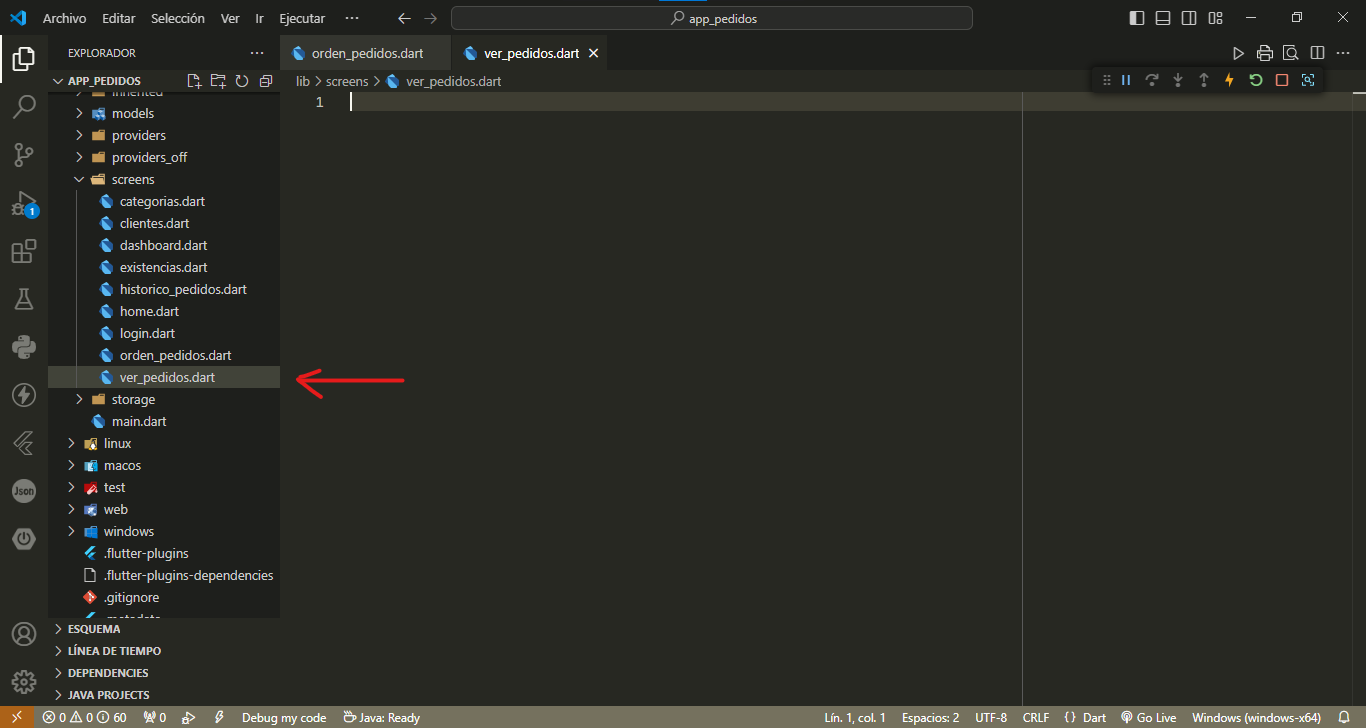 Archivo Editar Selección Ver Ir Ejecutar ··· app_pedidos
EXPLORADOR ···
orden_pedidos.dart
ver_pedidos.dart
APP_PEDIDOS
lib > screens > ver_pedidos.dart
1
inherited
models
providers
providers_off
screens
categorias.dart
clientes.dart
dashboard.dart
existencias.dart
historico_pedidos.dart
home.dart
login.dart
orden_pedidos.dart
ver_pedidos.dart
storage
main.dart
linux
macos
test
web
windows
.flutter-plugins
.flutter-plugins-dependencies
.gitignore
.metadata
ESQUEMA
LÍNEA DE TIEMPO
DEPENDENCIES
JAVA PROJECTS
1
Json
0 0 60 0 Debug my code Java: Ready Lín. 1, col. 1 Espacios: 2 UTF-8 CRLF {} Dart Go Live Windows (windows-x64)